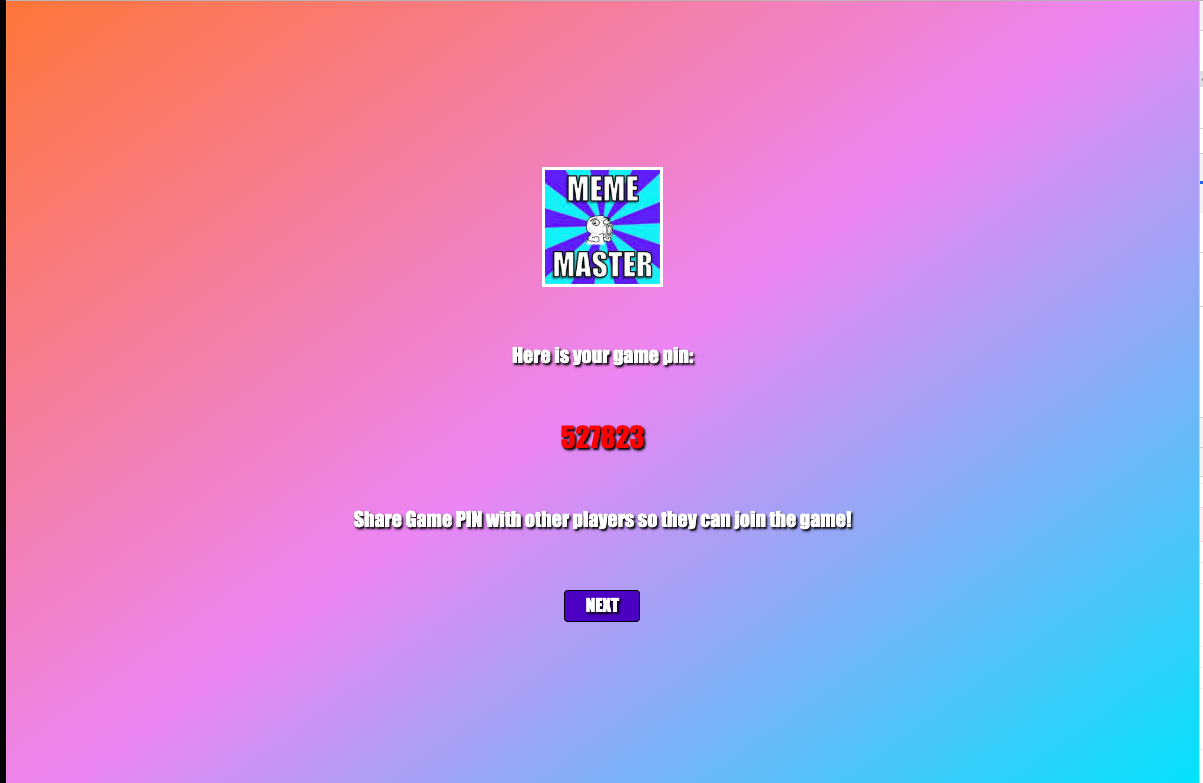 MEME
MASTER
Here is your game pin:
527823
Share Game PIN with other players so they can join the game!
NEXT